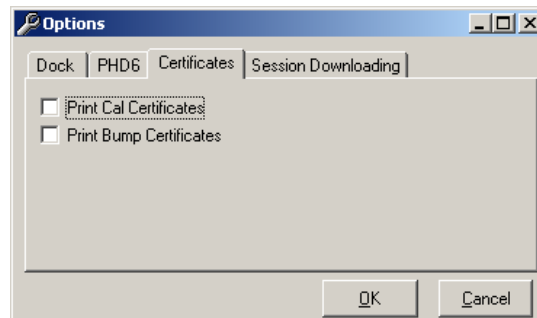 Options
Dock PHD6 Certificates Session Downloading
Print Cal Certificates
Print Bump Certificates
OK Cancel